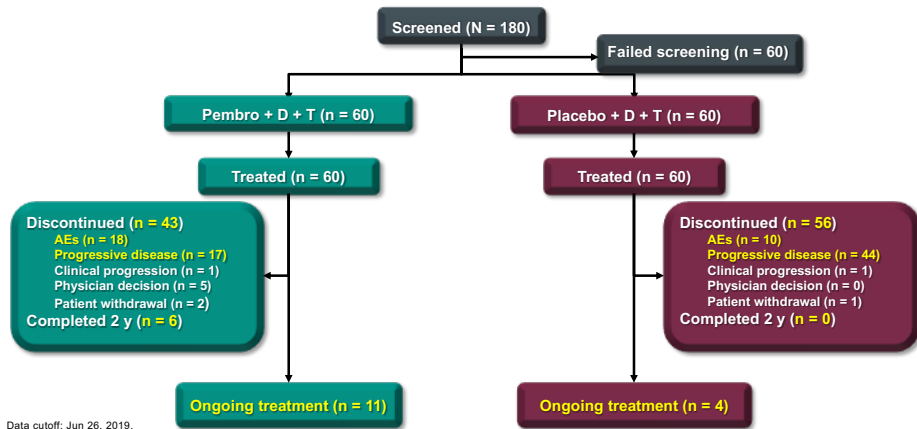 Screened (N = 180)
Failed screening (n = 60)
Pembro + D + T (n = 60)
Placebo + D + T (n = 60)
Treated (n = 60)
Treated (n = 60)
Discontinued (n = 43)
AEs (n = 18)
Progressive disease (n = 17)
Clinical progression (n = 1)
Physician decision (n = 5)
Patient withdrawal (n = 2)
Completed 2 y (n = 6)
Discontinued (n = 56)
AEs (n = 10)
Progressive disease (n = 44)
Clinical progression (n = 1)
Physician decision (n = 0)
Patient withdrawal (n = 1)
Completed 2 y (n = 0)
Ongoing treatment (n = 11)
Ongoing treatment (n = 4)
Data cutoff: Jun 26, 2019.